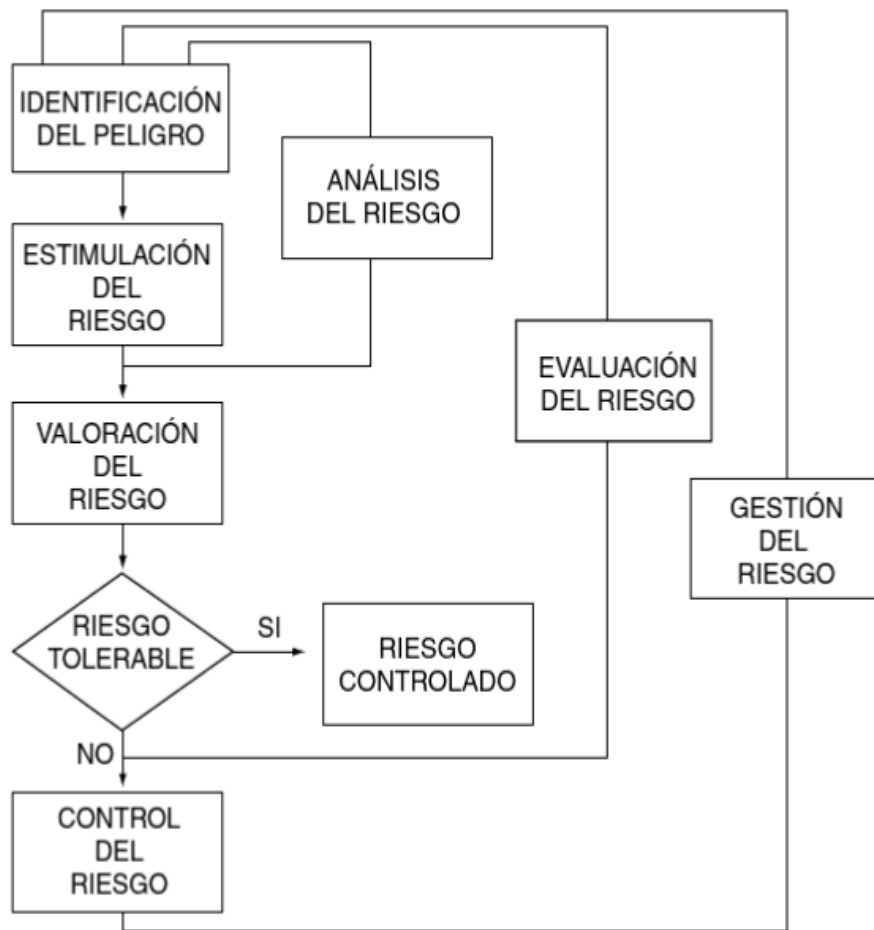 IDENTIFICACIÓN
DEL PELIGRO
ANÁLISIS
DEL RIESGO
ESTIMULACIÓN
DEL
RIESGO
EVALUACIÓN
DEL RIESGO
VALORACIÓN
DEL
RIESGO
GESTIÓN
DEL
RIESGO
RIESGO
TOLERABLE
SI
RIESGO
CONTROLADO
NO
CONTROL
DEL
RIESGO